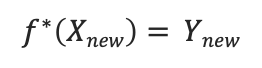 f*(X_new) = Y_new